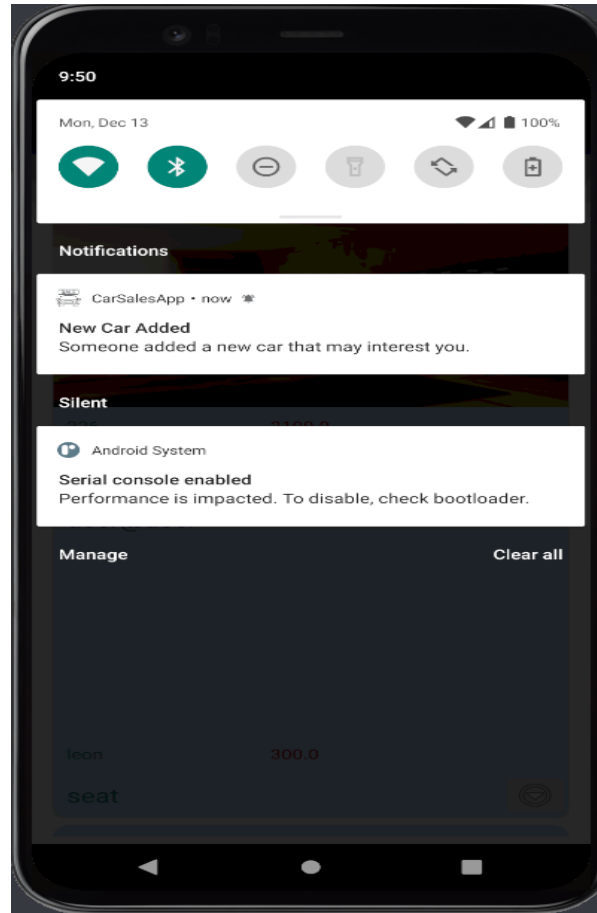 9:50
Mon, Dec 13 100%
Notifications
CarSalesApp • now
New Car Added
Someone added a new car that may interest you.
Silent
Android System
Serial console enabled
Performance is impacted. To disable, check bootloader.
Manage Clear all
leon 300.0
seat